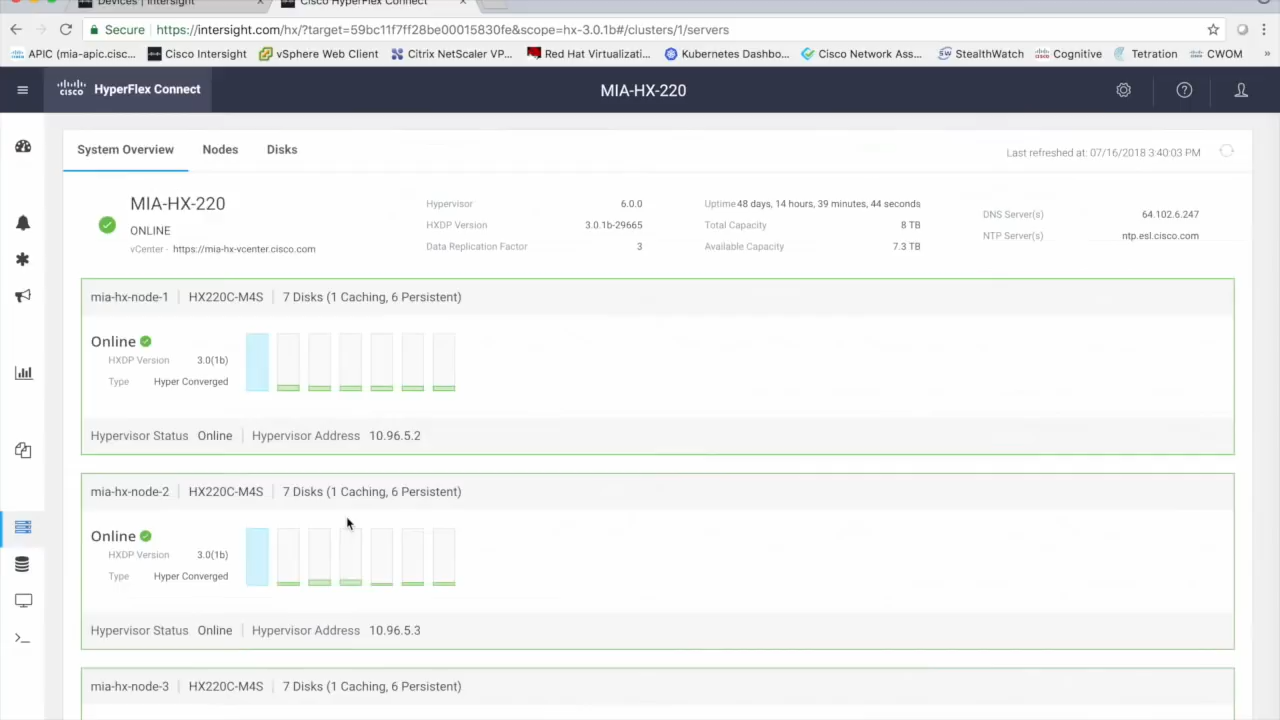 Devices | Intersight
Cisco HyperFlex Connect
Secure https://intersight.com/hx/?target=59bc11f7ff28be00015830fe&scope=hx-3.0.1b#/clusters/1/servers
APIC (mia-apic.cisc... Cisco Intersight vSphere Web Client Citrix NetScaler VP... Red Hat Virtualizati... Kubernetes Dashbo... Cisco Network Ass... StealthWatch Cognitive Tetration CWOM »
cisco HyperFlex Connect MIA-HX-220
System Overview Nodes Disks Last refreshed at: 07/16/2018 3:40:03 PM
MIA-HX-220
ONLINE
vCenter - https://mia-hx-vcenter.cisco.com
Hypervisor 6.0.0
HXDP Version 3.0.1b-29665
Data Replication Factor 3
Uptime 48 days, 14 hours, 39 minutes, 44 seconds
Total Capacity 8 TB
Available Capacity 7.3 TB
DNS Server(s) 64.102.6.247
NTP Server(s) ntp.esl.cisco.com
mia-hx-node-1 | HX220C-M4S | 7 Disks (1 Caching, 6 Persistent)
Online
HXDP Version 3.0(1b)
Type Hyper Converged
Hypervisor Status Online | Hypervisor Address 10.96.5.2
mia-hx-node-2 | HX220C-M4S | 7 Disks (1 Caching, 6 Persistent)
Online
HXDP Version 3.0(1b)
Type Hyper Converged
Hypervisor Status Online | Hypervisor Address 10.96.5.3
mia-hx-node-3 | HX220C-M4S | 7 Disks (1 Caching, 6 Persistent)